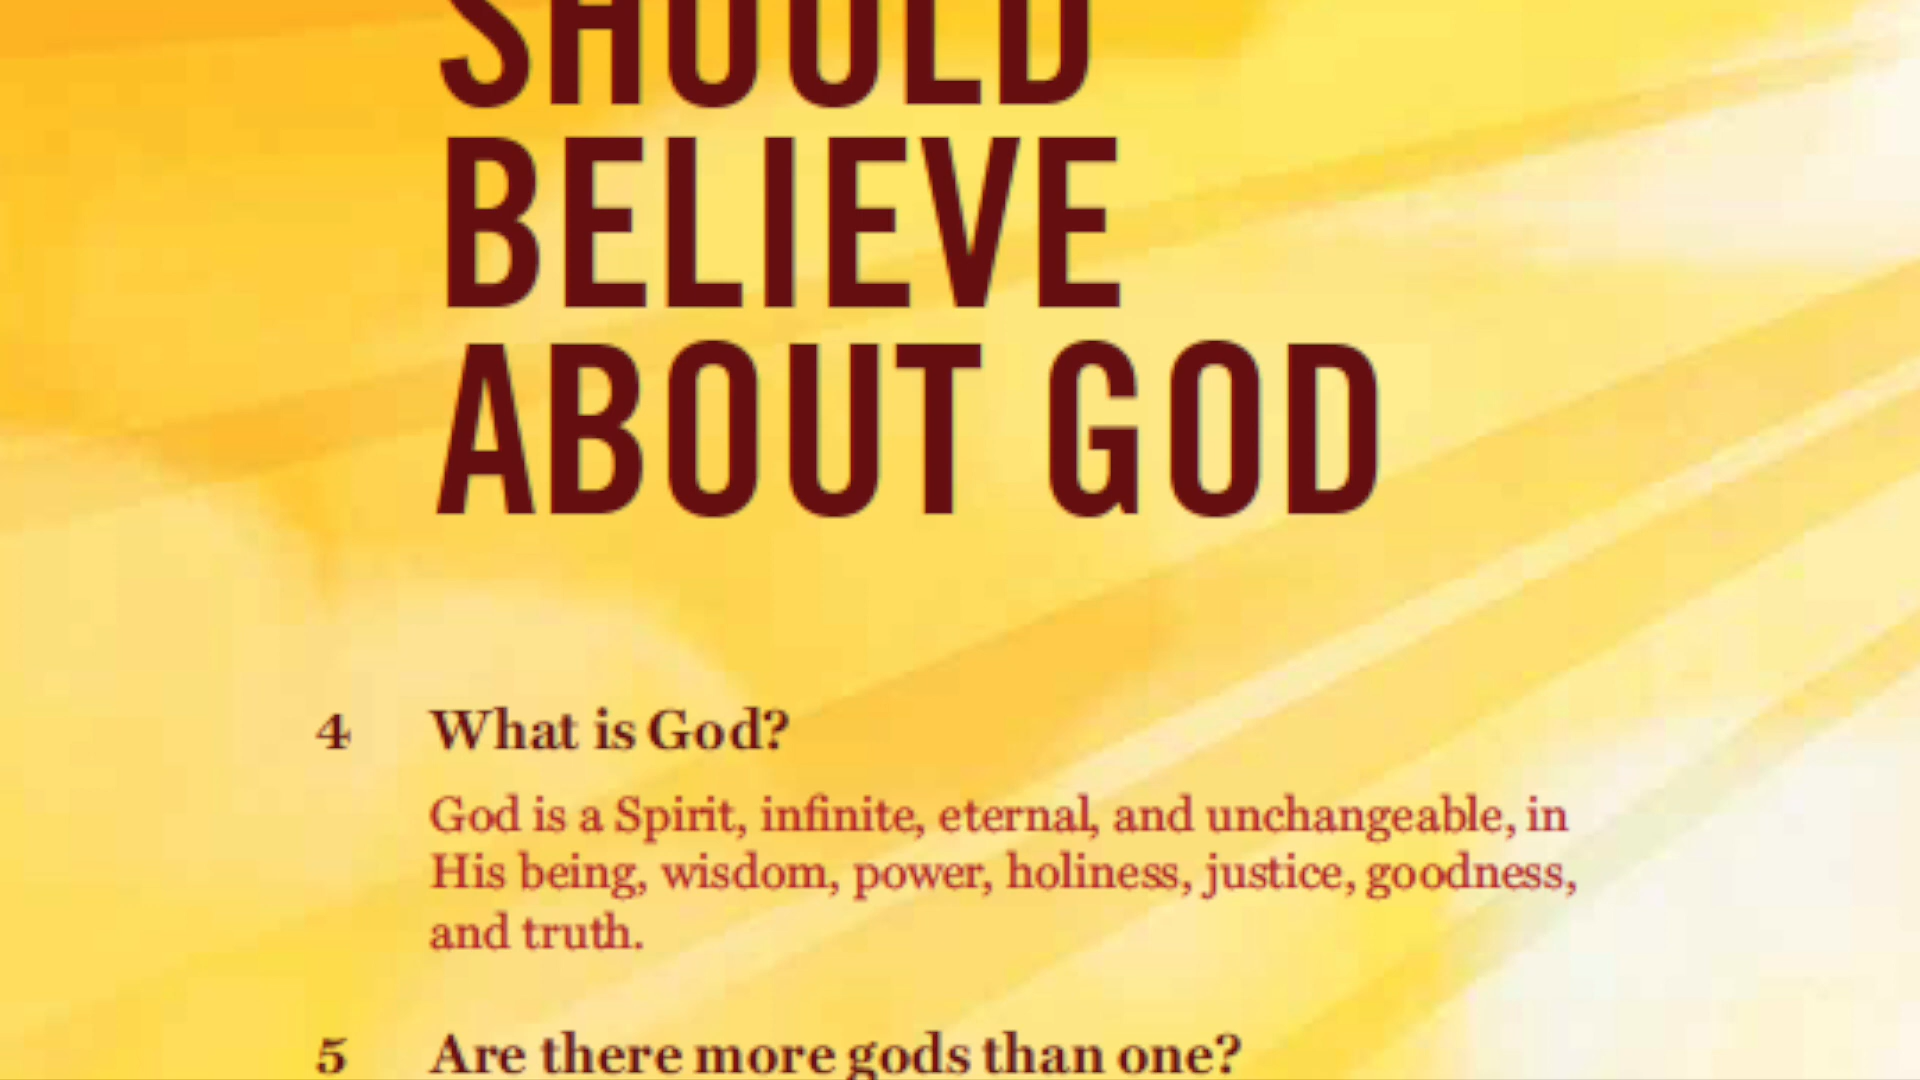 SHOULD
BELIEVE
ABOUT GOD
4 What is God?
God is a Spirit, infinite, eternal, and unchangeable, in
His being, wisdom, power, holiness, justice, goodness,
and truth.
5 Are there more gods than one?